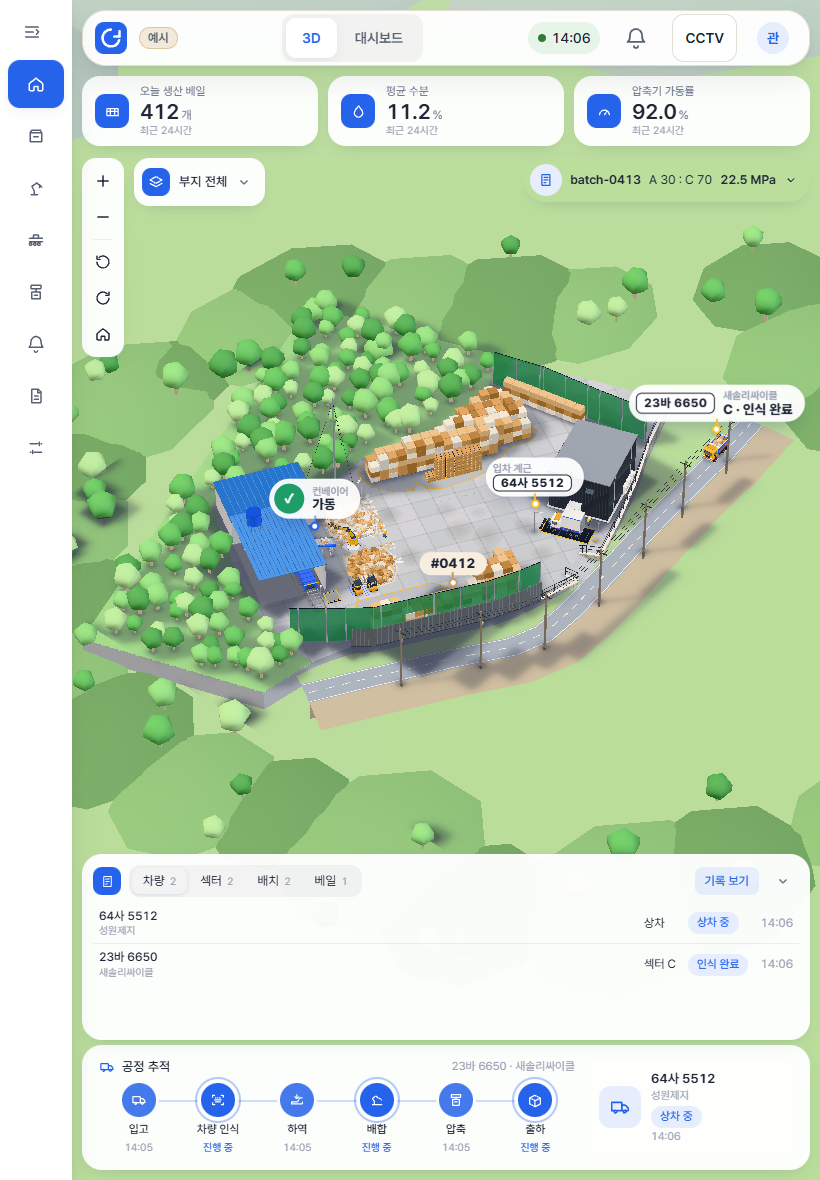 예시
3D
대시보드
14:06
CCTV
관
오늘 생산 베일
412개
최근 24시간
평균 수분
11.2%
최근 24시간
압축기 가동률
92.0%
최근 24시간
부지 전체
batch-0413 A 30 : C 70 22.5 MPa
23바 6650
새솔리싸이클
C · 인식 완료
입차 계근
64사 5512
컨베이어
가동
#0412
차량 2
섹터 2
배치 2
베일 1
기록 보기
64사 5512
성원제지
상차
상차 중
14:06
23바 6650
새솔리싸이클
섹터 C
인식 완료
14:06
공정 추적
23바 6650 · 새솔리싸이클
입고
14:05
차량 인식
진행 중
하역
14:05
배합
진행 중
압축
14:05
출하
진행 중
64사 5512
성원제지
상차 중
14:06